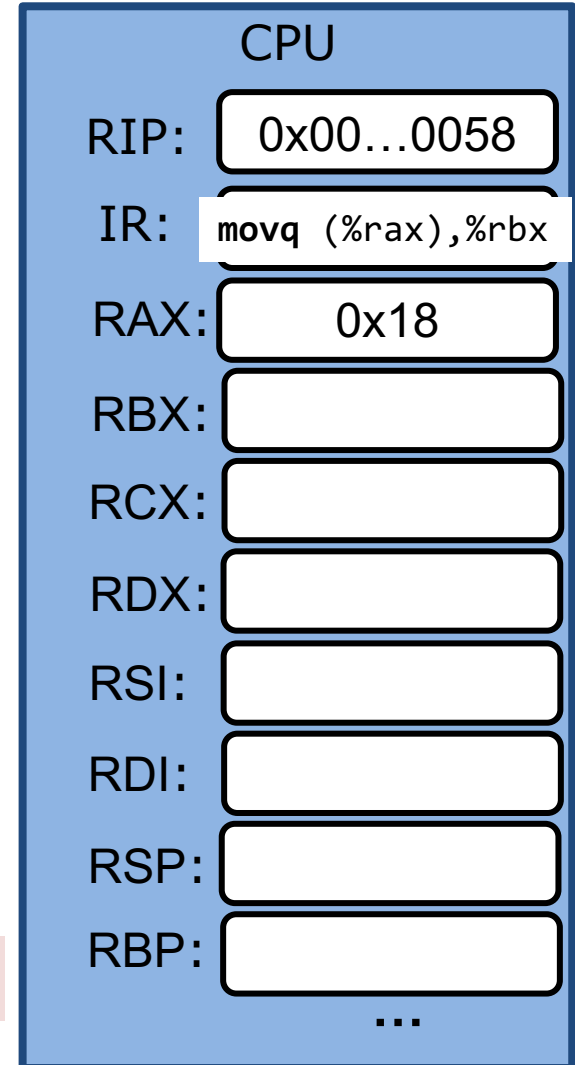 CPU
RIP: 0x00...0058
IR: movq (%rax),%rbx
RAX: 0x18
RBX:
RCX:
RDX:
RSI:
RDI:
RSP:
RBP:
...